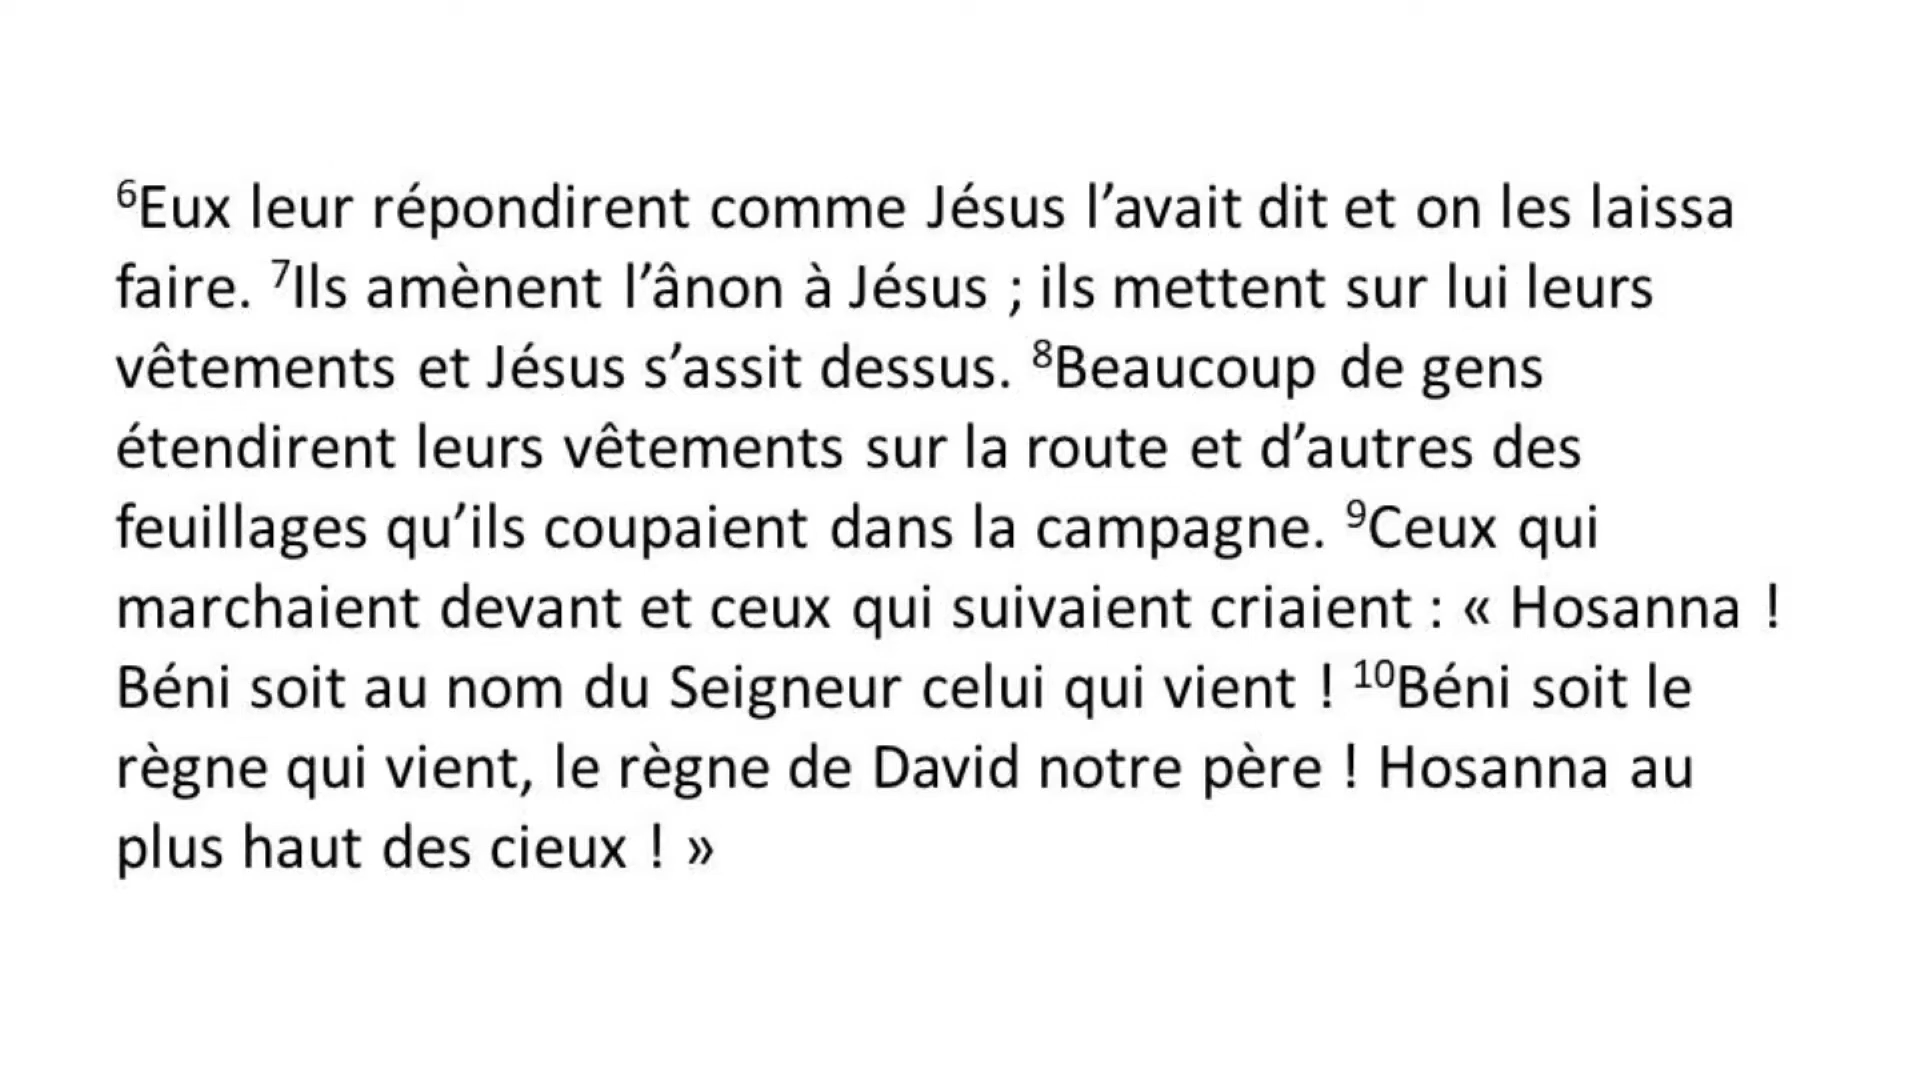 ⁶Eux leur répondirent comme Jésus l’avait dit et on les laissa
faire. ⁷Ils amènent l’ânon à Jésus ; ils mettent sur lui leurs
vêtements et Jésus s’assit dessus. ⁸Beaucoup de gens
étendirent leurs vêtements sur la route et d’autres des
feuillages qu’ils coupaient dans la campagne. ⁹Ceux qui
marchaient devant et ceux qui suivaient criaient : « Hosanna !
Béni soit au nom du Seigneur celui qui vient ! ¹⁰Béni soit le
règne qui vient, le règne de David notre père ! Hosanna au
plus haut des cieux ! »